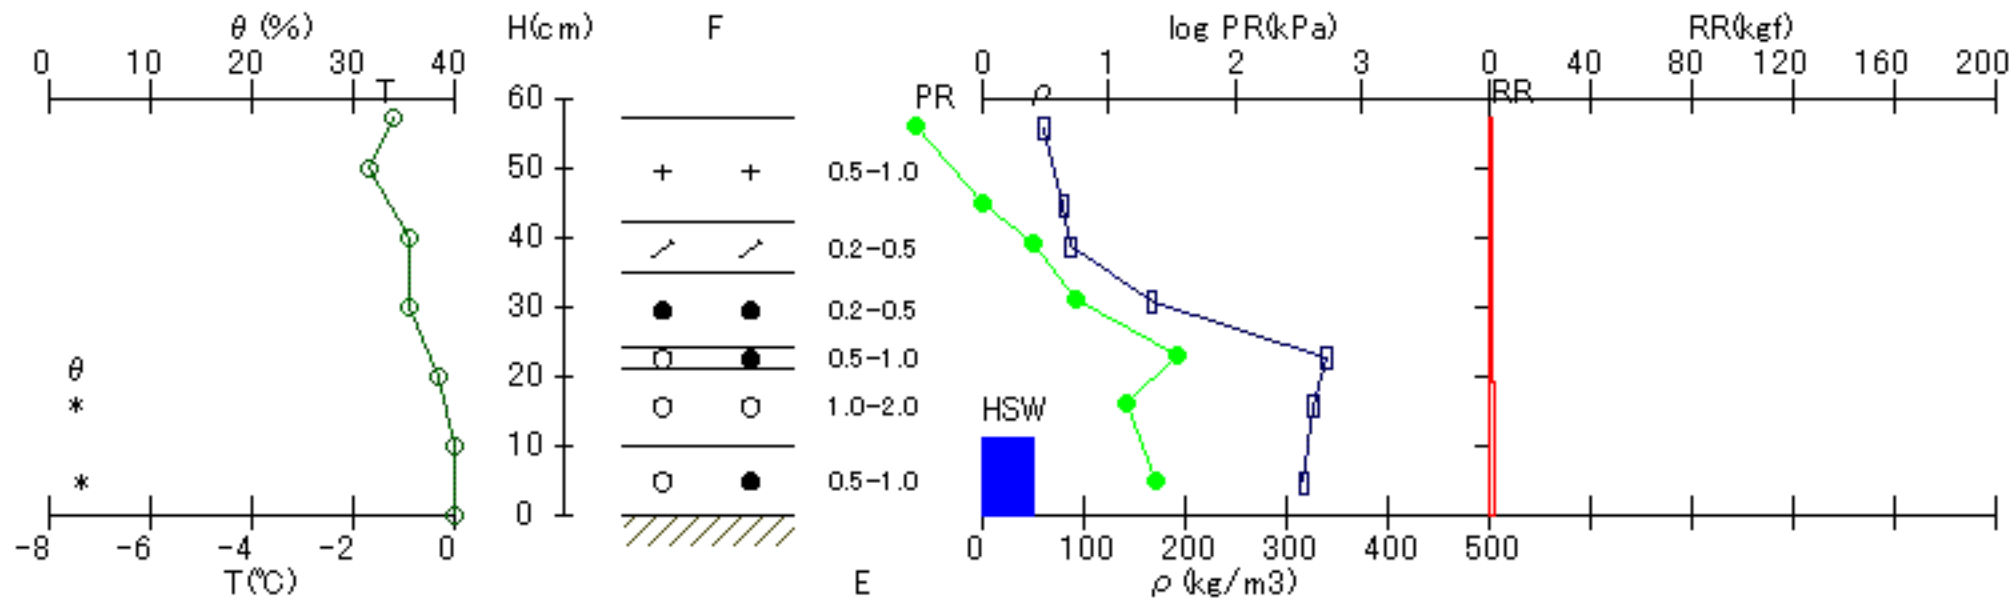 θ (%) H(cm) F log PR(kPa) RR(kgf)
0 10 20 30 40 0 1 2 3 0 40 80 120 160 200
T 60 PR ρ RR
50 0.5-1.0
40 0.2-0.5
30 0.2-0.5
0.5-1.0
θ 20
1.0-2.0 HSW
10
0.5-1.0
0
-8 -6 -4 -2 0 0 100 200 300 400 500
T(℃) E ρ (kg/m3)